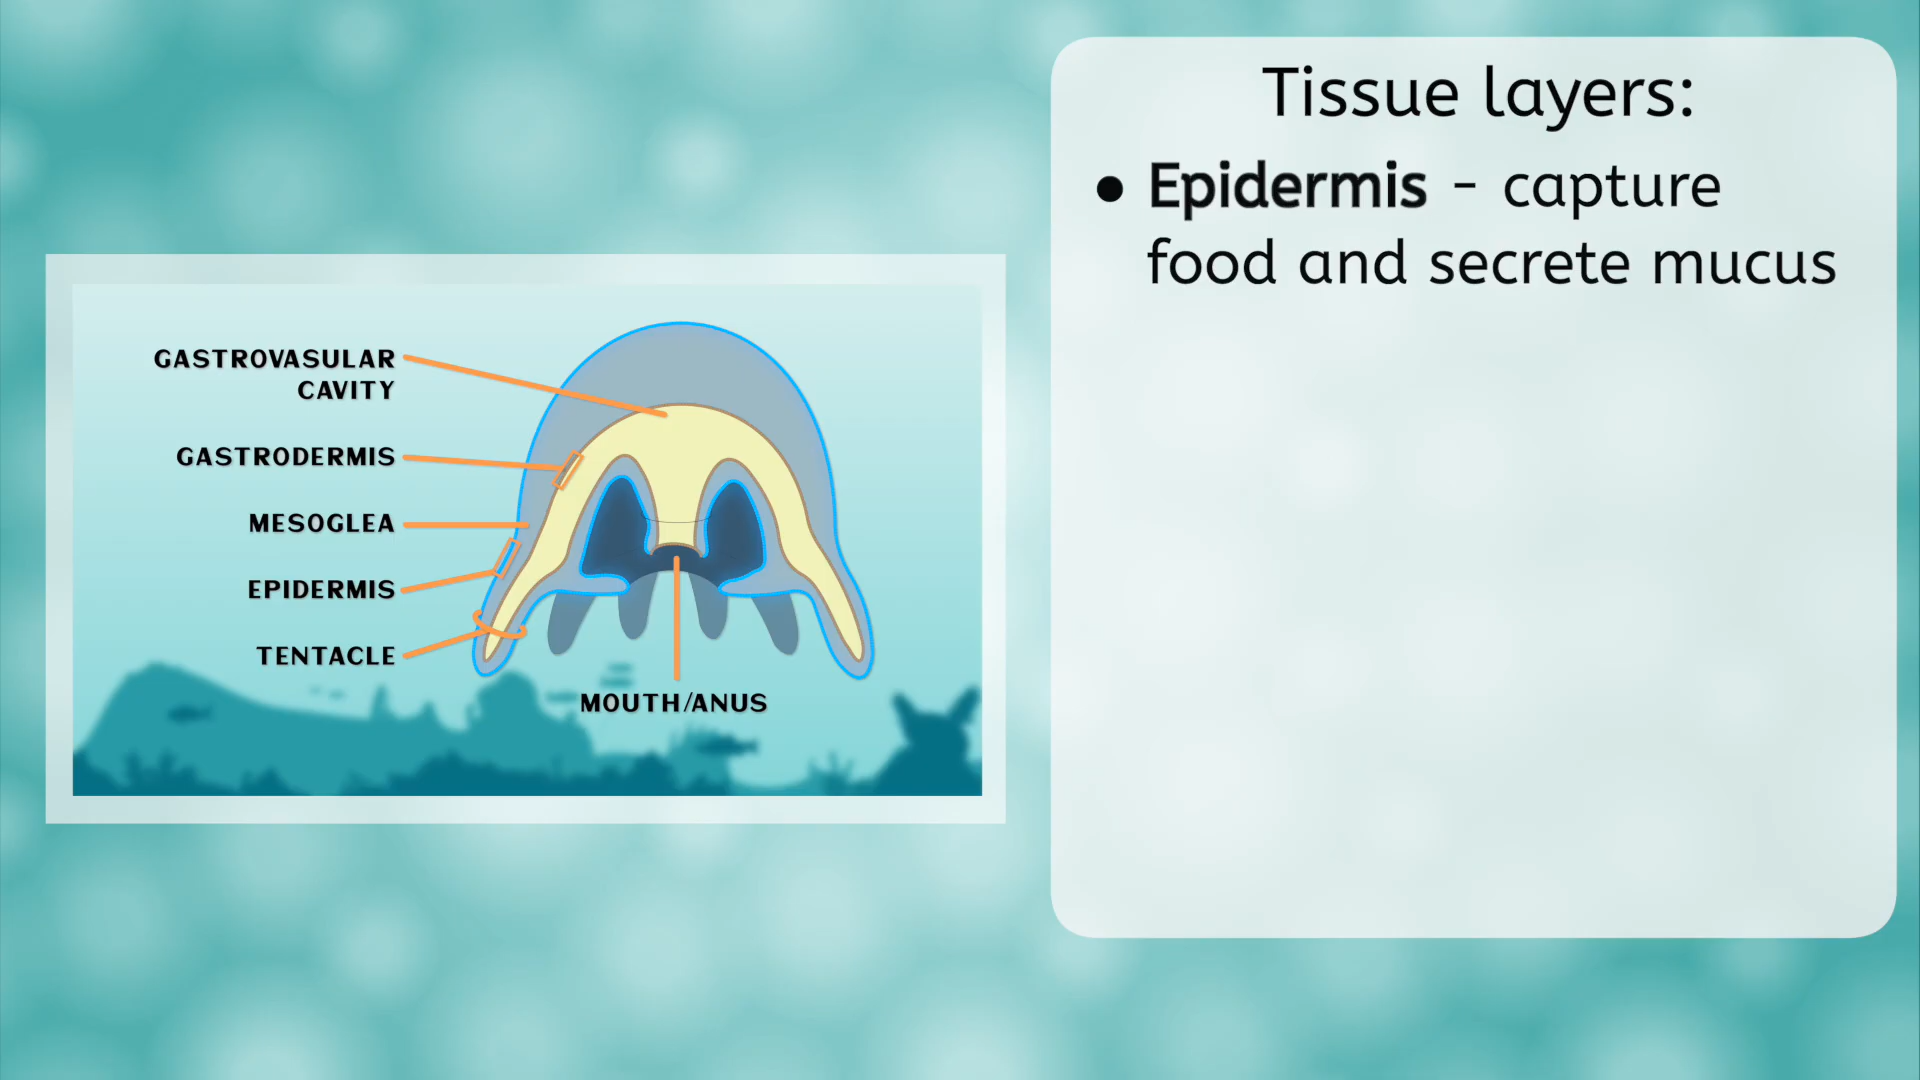 Tissue layers:
● Epidermis - capture
food and secrete mucus
GASTROVASULAR
CAVITY
GASTRODERMIS
MESOGLEA
EPIDERMIS
TENTACLE
MOUTH/ANUS